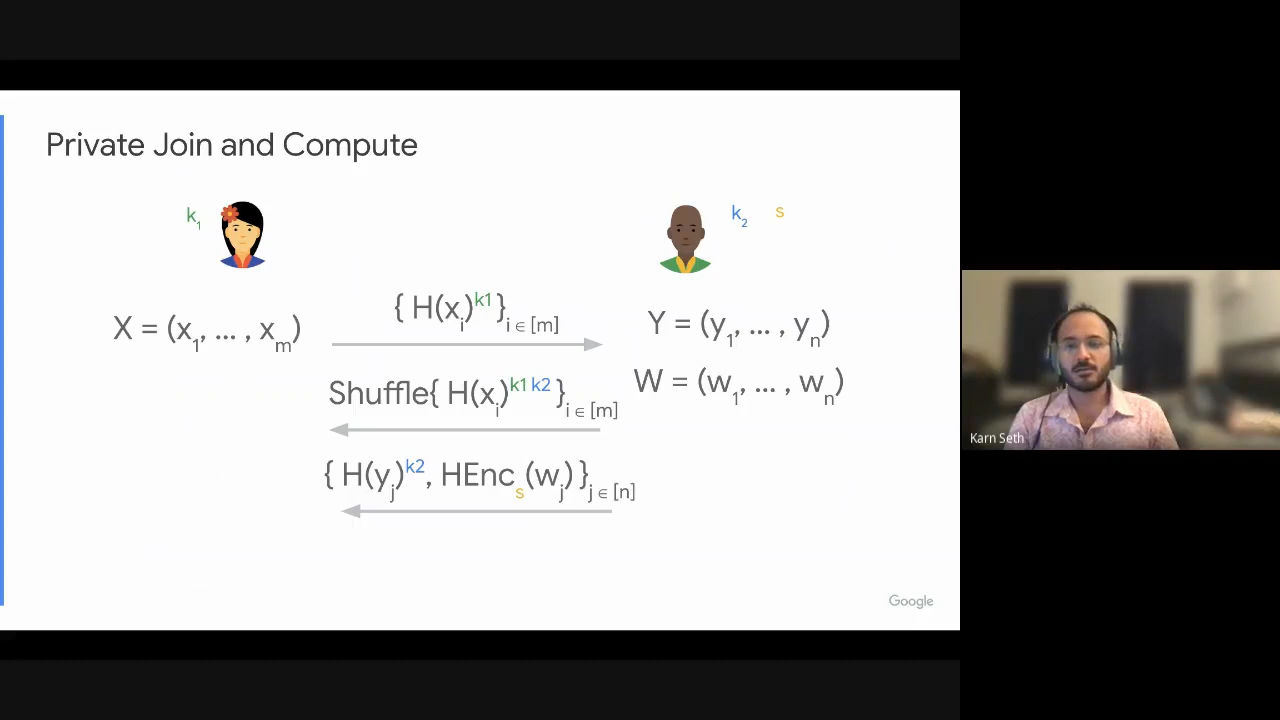 Private Join and Compute
k₁
k₂ s
{ H(xᵢ)^k1 }i ∈ [m]
X = (x₁, ... , xₘ)
Y = (y₁, ... , yₙ)
Shuffle{ H(xᵢ)^k1 k2 }i ∈ [m]
W = (w₁, ... , wₙ)
{ H(yⱼ)^k2, HEncₛ(wⱼ) }j ∈ [n]
Google
Karn Seth